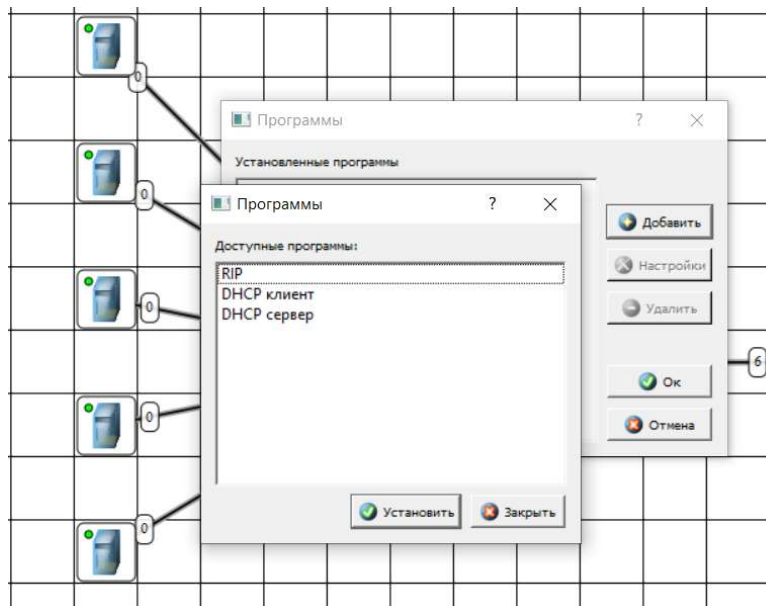 0
Программы ?
Установленные программы
0
Программы ?
Добавить
Доступные программы:
Настройки
RIP
DHCP клиент
DHCP сервер
Удалить
0
6
Ок
0
Отмена
Установить
Закрыть
0